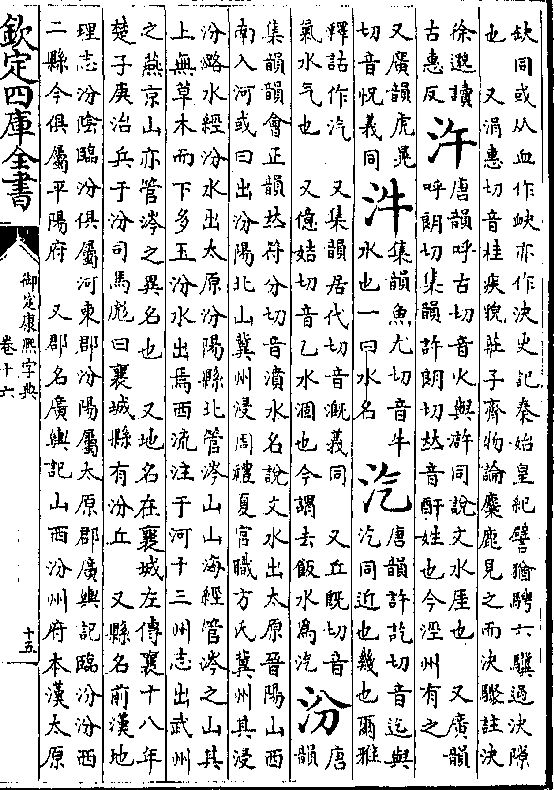 缺同或从血作䀏亦作決史記秦始皇紀譬猶騁六驥過決隙
也 又涓惠切音桂疾貌莊子齊物論麋鹿見之而決驟註決
徐邈讀
古惠反
汻
唐韻呼古切音火與滸同說文水厓也 又廣韻
呼朗切集韻許朗切𠀤音酐姓也今涇州有之
又廣韻虎晃
切音怳義同
汼
集韻魚尤切音牛
水也一曰水名
汽
唐韻許訖切音迄與
汔同近也幾也爾雅
釋詁作汽 又集韻居代切音溉義同 又丘旣切音
氣水气也 又億姞切音乙水涸也今謂去飯水爲汽
汾
唐
韻
集韻韻會正韻𠀤符分切音濆水名說文水出太原晉陽山西
南入河或曰出汾陽北山冀州浸周禮夏官職方氏冀州其浸
汾潞水經汾水出太原汾陽縣北管涔山山海經管涔之山其
上無草木而下多玉汾水出焉西流注于河十三州志出武州
之燕京山亦管涔之異名也 又地名在襄城左傳襄十八年
楚子庚治兵于汾司馬彪曰襄城縣有汾丘 又縣名前漢地
理志汾陰臨汾俱屬河東郡汾陽屬太原郡廣輿記臨汾汾西
二縣今俱屬平陽府 又郡名廣輿記山西汾州府本漢太原
欽定四庫全書
御定康熙字典
卷十六
十五